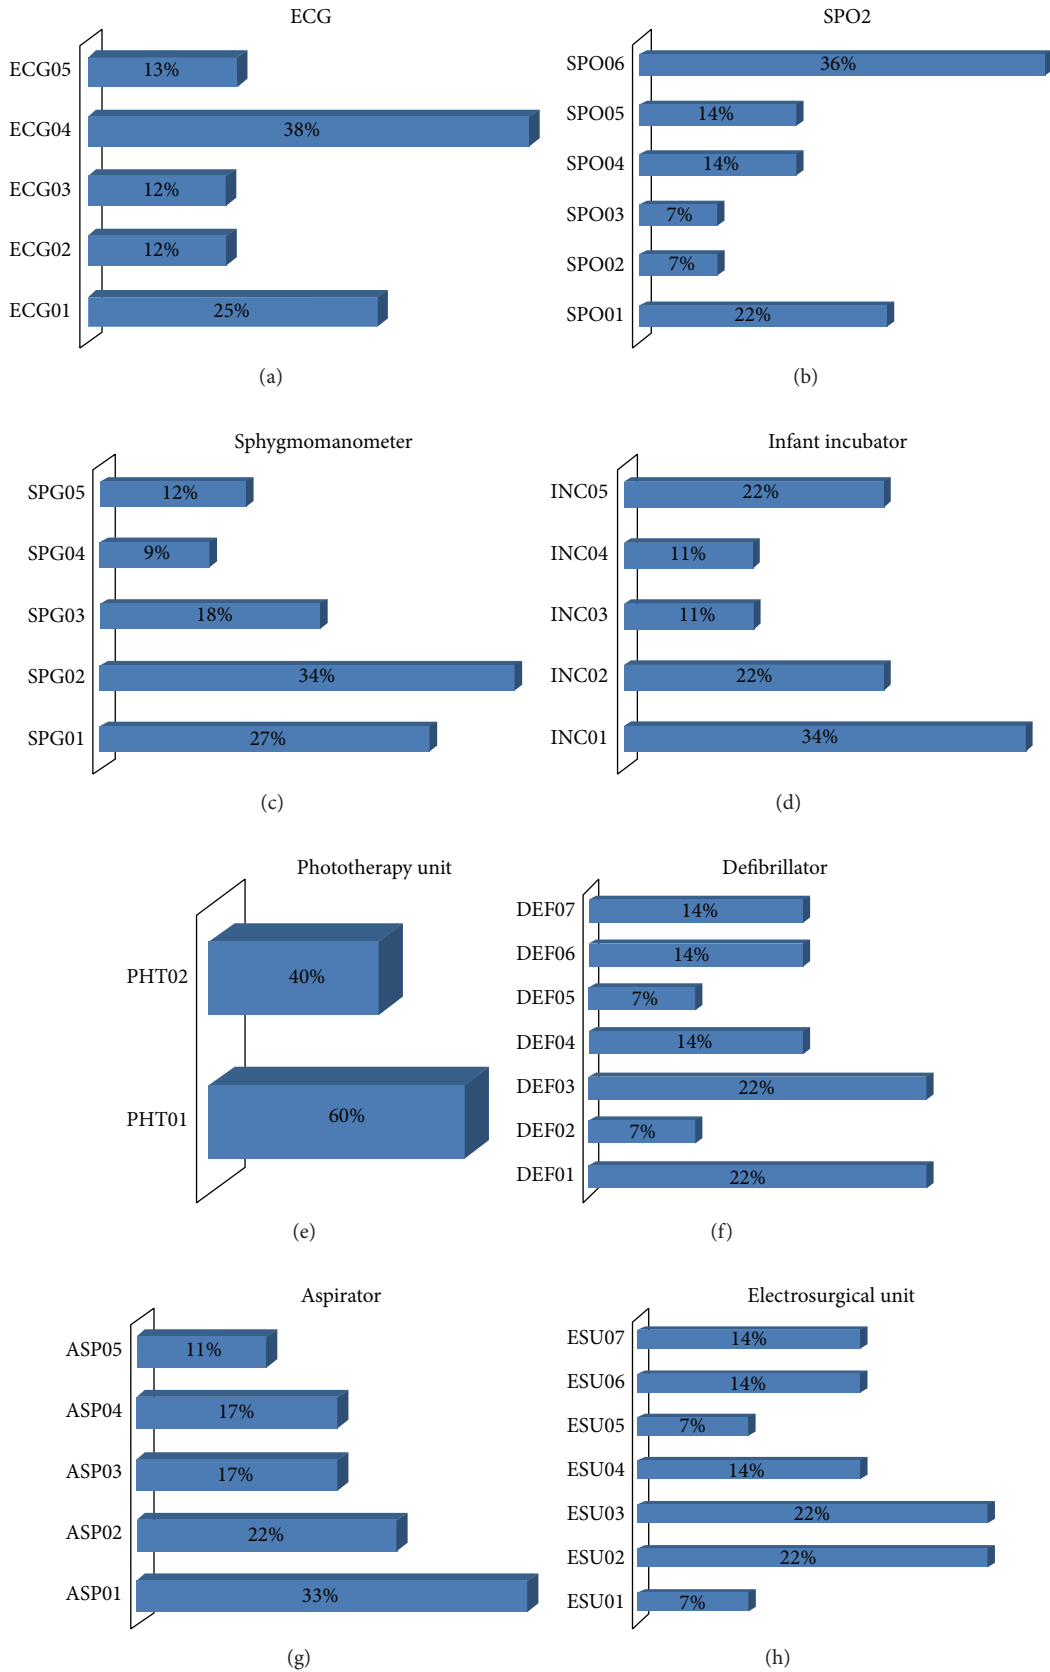 ECG
ECG05 13%
ECG04 38%
ECG03 12%
ECG02 12%
ECG01 25%
(a)
SPO2
SPO06 36%
SPO05 14%
SPO04 14%
SPO03 7%
SPO02 7%
SPO01 22%
(b)
Sphygmomanometer
SPG05 12%
SPG04 9%
SPG03 18%
SPG02 34%
SPG01 27%
(c)
Infant incubator
INC05 22%
INC04 11%
INC03 11%
INC02 22%
INC01 34%
(d)
Phototherapy unit
PHT02 40%
PHT01 60%
(e)
Defibrillator
DEF07 14%
DEF06 14%
DEF05 7%
DEF04 14%
DEF03 22%
DEF02 7%
DEF01 22%
(f)
Aspirator
ASP05 11%
ASP04 17%
ASP03 17%
ASP02 22%
ASP01 33%
(g)
Electrosurgical unit
ESU07 14%
ESU06 14%
ESU05 7%
ESU04 14%
ESU03 22%
ESU02 22%
ESU01 7%
(h)